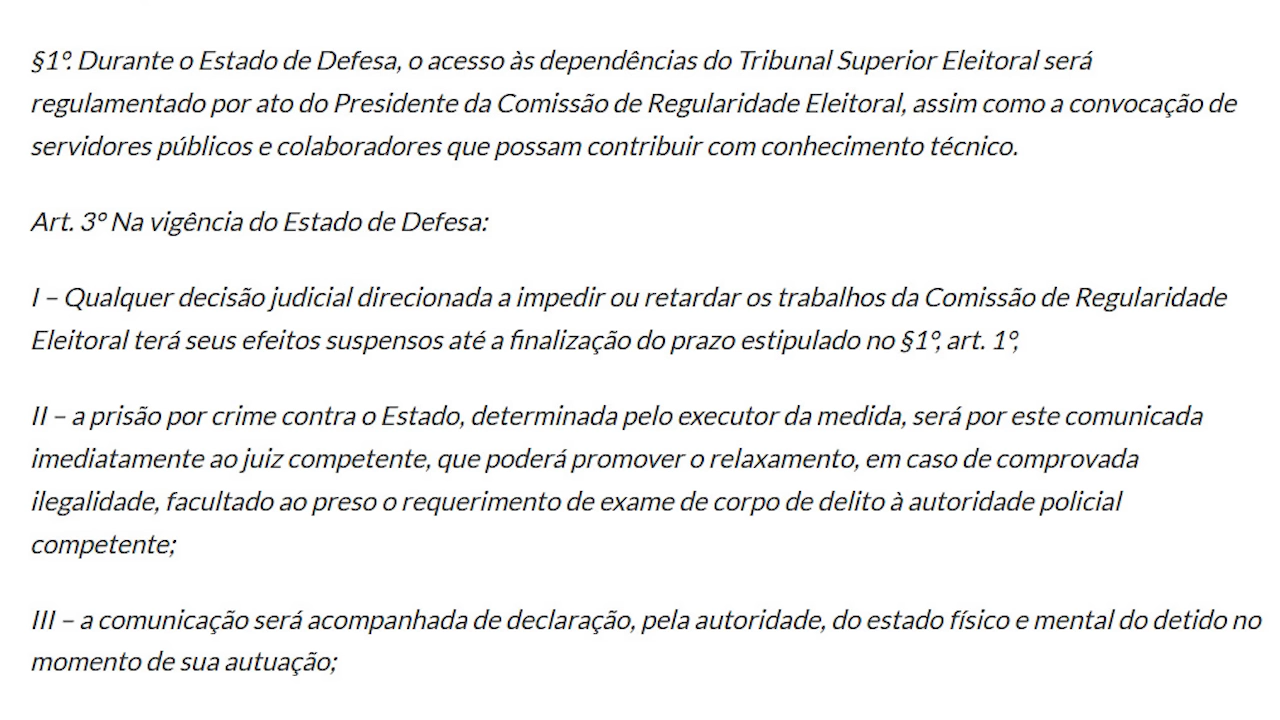 §1º. Durante o Estado de Defesa, o acesso às dependências do Tribunal Superior Eleitoral será
regulamentado por ato do Presidente da Comissão de Regularidade Eleitoral, assim como a convocação de
servidores públicos e colaboradores que possam contribuir com conhecimento técnico.
Art. 3º Na vigência do Estado de Defesa:
I – Qualquer decisão judicial direcionada a impedir ou retardar os trabalhos da Comissão de Regularidade
Eleitoral terá seus efeitos suspensos até a finalização do prazo estipulado no §1º, art. 1º,
II – a prisão por crime contra o Estado, determinada pelo executor da medida, será por este comunicada
imediatamente ao juiz competente, que poderá promover o relaxamento, em caso de comprovada
ilegalidade, facultado ao preso o requerimento de exame de corpo de delito à autoridade policial
competente;
III – a comunicação será acompanhada de declaração, pela autoridade, do estado físico e mental do detido no
momento de sua autuação;